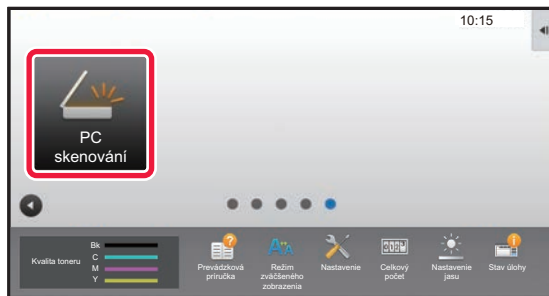 10:15
PC
skenování
Kvalita toneru
Bk
C
M
Y
Prevádzková
príručka
Režim
zväčšeného
zobrazenia
Nastavenie
Celkový
počet
Nastavenie
jasu
Stav úlohy